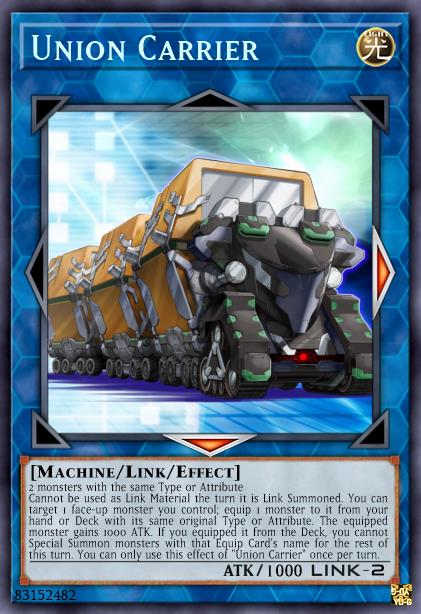 UNION CARRIER
LIGHT
光
[MACHINE/LINK/EFFECT]
2 monsters with the same Type or Attribute
Cannot be used as Link Material the turn it is Link Summoned. You can
target 1 face-up monster you control; equip 1 monster to it from your
hand or Deck with its same original Type or Attribute. The equipped
monster gains 1000 ATK. If you equipped it from the Deck, you cannot
Special Summon monsters with that Equip Card's name for the rest of
this turn. You can only use this effect of "Union Carrier" once per turn.
ATK/1000 LINK-2
83152482